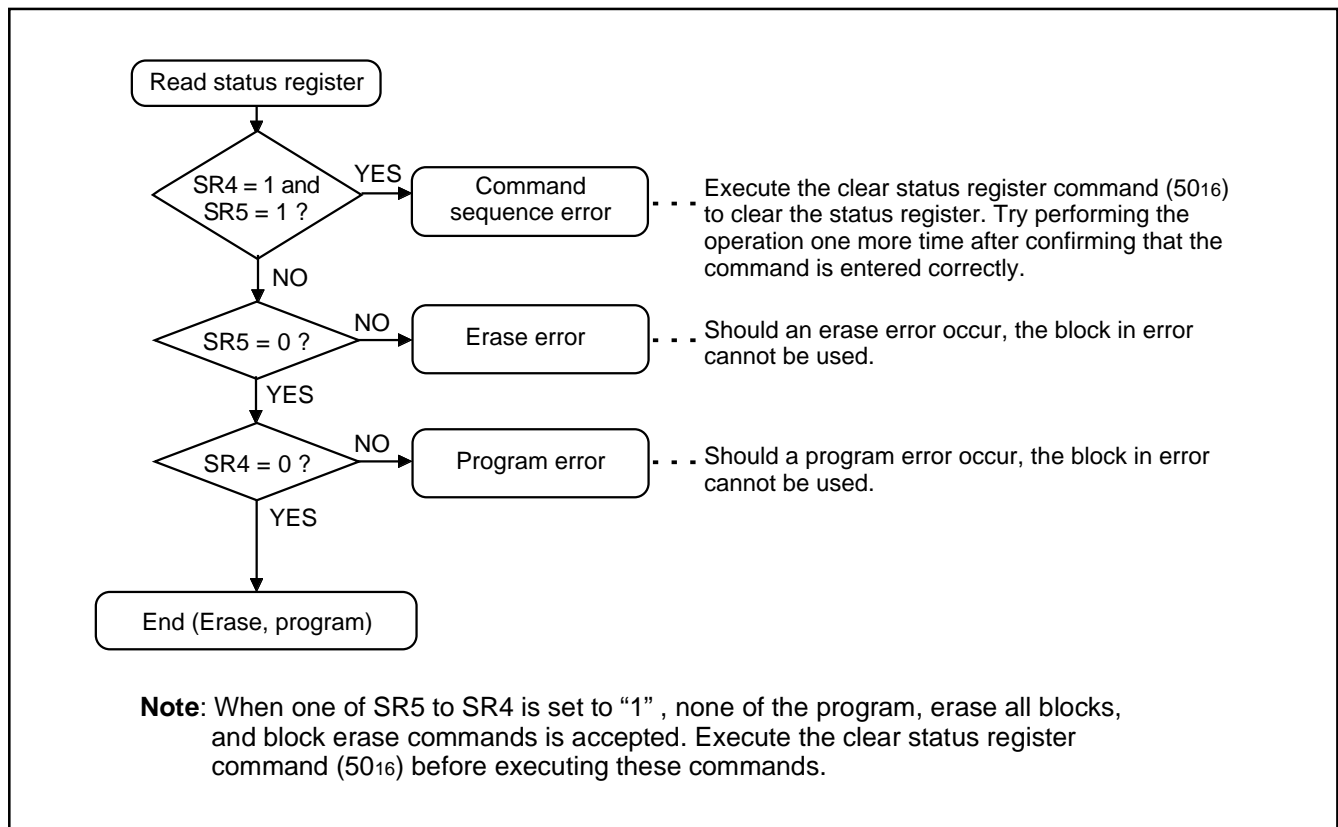 Read status register
SR4 = 1 and
SR5 = 1 ?
YES
Command
sequence error
Execute the clear status register command (5016)
to clear the status register. Try performing the
operation one more time after confirming that the
command is entered correctly.
NO
SR5 = 0 ?
NO
Erase error
Should an erase error occur, the block in error
cannot be used.
YES
SR4 = 0 ?
NO
Program error
Should a program error occur, the block in error
cannot be used.
YES
End (Erase, program)
Note: When one of SR5 to SR4 is set to “1” , none of the program, erase all blocks,
and block erase commands is accepted. Execute the clear status register
command (5016) before executing these commands.